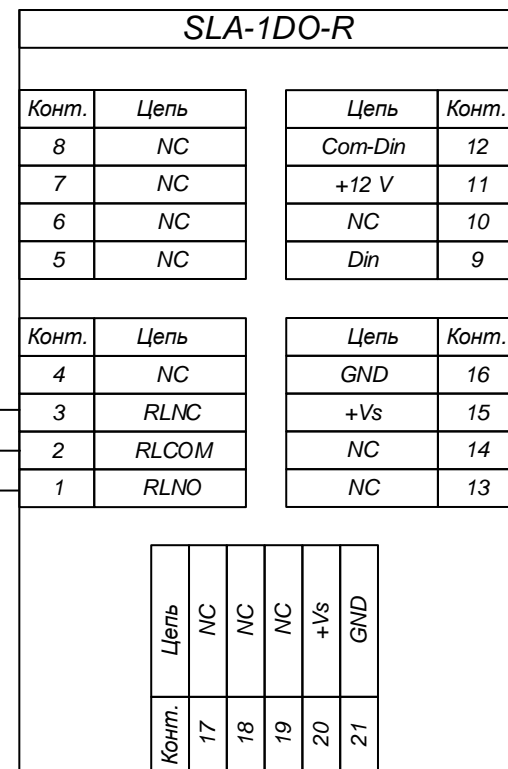 SLA-1DO-R
Конт. Цепь
8 NC
7 NC
6 NC
5 NC
Цепь Конт.
Com-Din 12
+12 V 11
NC 10
Din 9
Конт. Цепь
4 NC
3 RLNC
2 RLCOM
1 RLNO
Цепь Конт.
GND 16
+Vs 15
NC 14
NC 13
Цепь NC NC NC +Vs GND
Конт. 17 18 19 20 21